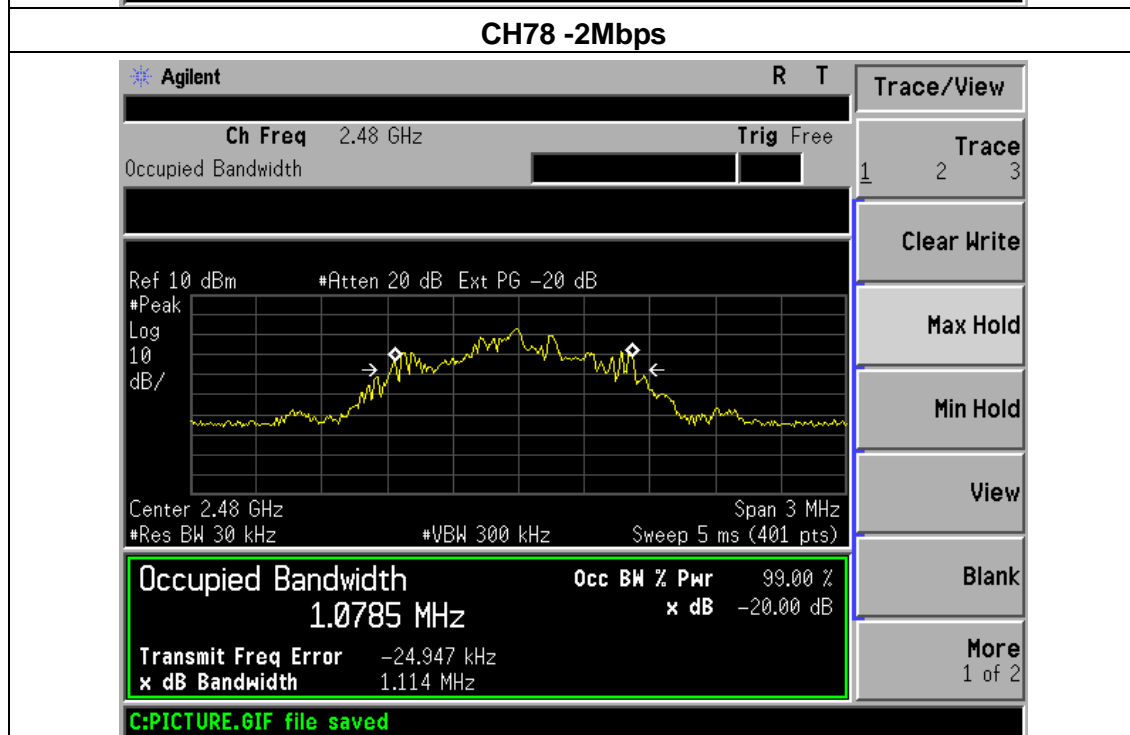 CH78 -2Mbps
Agilent R T
Trace/View
Ch Freq 2.48 GHz Trig Free
Occupied Bandwidth
Trace
1 2 3
Clear Write
Max Hold
Min Hold
View
Blank
More
1 of 2
Ref 10 dBm #Atten 20 dB Ext PG -20 dB
#Peak
Log
10
dB/
Center 2.48 GHz Span 3 MHz
#Res BW 30 kHz #VBW 300 kHz Sweep 5 ms (401 pts)
Occupied Bandwidth Occ BW % Pwr 99.00 %
1.0785 MHz x dB -20.00 dB
Transmit Freq Error -24.947 kHz
x dB Bandwidth 1.114 MHz
C:PICTURE.GIF file saved